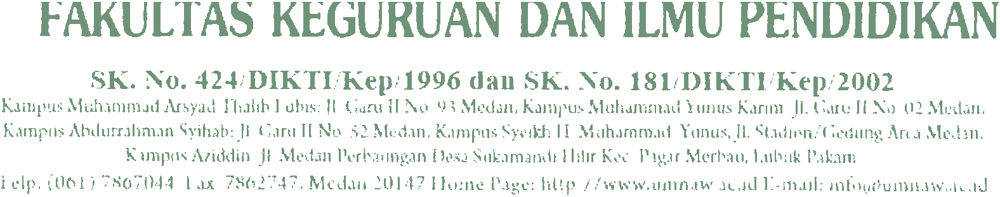 FAKULTAS KEGURUAN DAN ILMU PENDIDIKAN
SK. No. 424/DIKTI/Kep/1996 dan SK. No. 181/DIKTI/Kep/2002
Kampus Muhammad Arsyad Thalib Lubis: Jl. Garu II No. 93 Medan, Kampus Muhammad Yunus Karim Jl. Garu II No. 02 Medan,
Kampus Abdurrahman Syihab: Jl. Garu II No. 52 Medan, Kampus Syeikh H. Muhammad Yunus, Jl. Stadion/Gedung Arca Medan,
Kampus Aziddin Jl. Medan Perbaungan Desa Sukamandi Hilir Kec. Pagar Merbau, Lubuk Pakam
Telp. (061) 7867044 Fax. 7862747, Medan 20147 Home Page: http://www.umnaw.ac.id E-mail: info@umnaw.ac.id